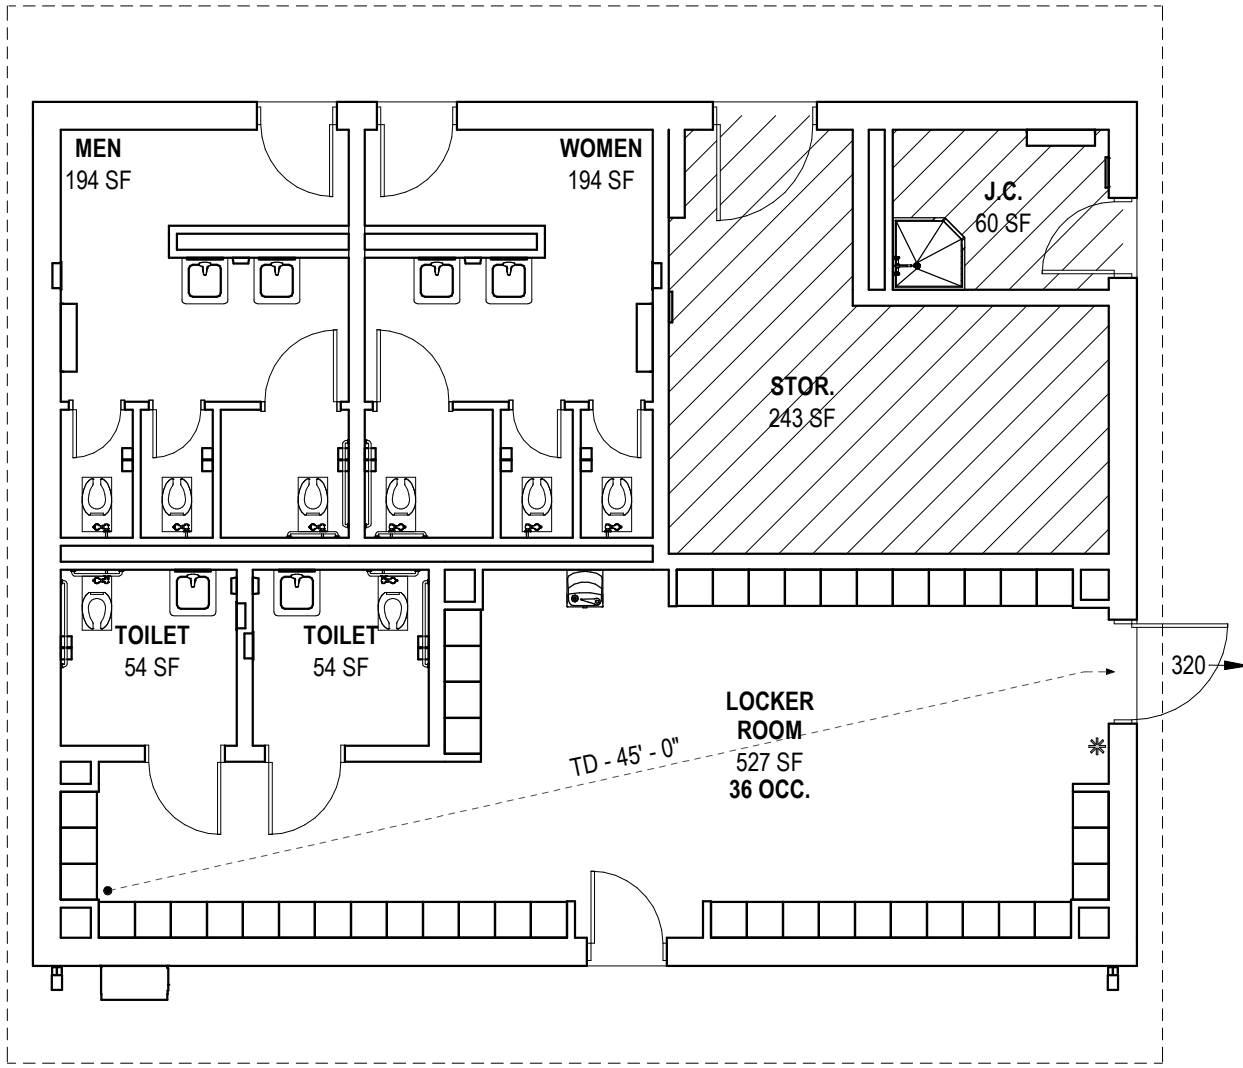 MEN
194 SF
WOMEN
194 SF
J.C.
60 SF
STOR.
243 SF
TOILET
54 SF
TOILET
54 SF
320
LOCKER
ROOM
527 SF
36 OCC.
TD - 45' - 0"